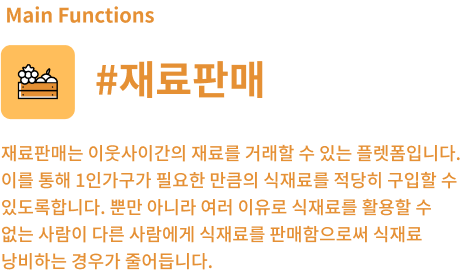 Main Functions
#재료판매
재료판매는 이웃사이간의 재료를 거래할 수 있는 플렛폼입니다.
이를 통해 1인가구가 필요한 만큼의 식재료를 적당히 구입할 수
있도록합니다. 뿐만 아니라 여러 이유로 식재료를 활용할 수
없는 사람이 다른 사람에게 식재료를 판매함으로써 식재료
낭비하는 경우가 줄어듭니다.